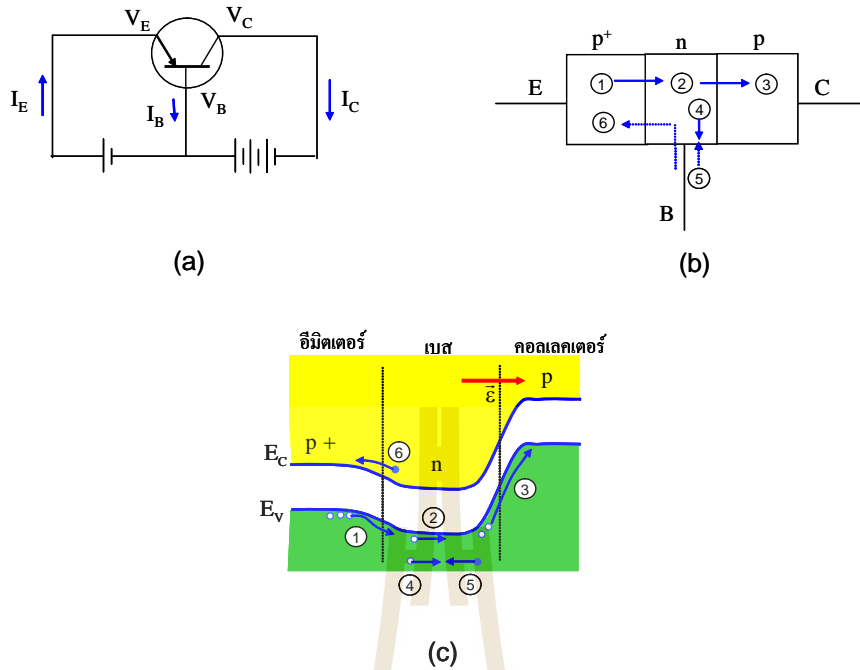 V_E V_C
V_B
I_E I_B I_C
(a)
p⁺ n p
① ② ③
E C
④
⑥
⑤
B
(b)
อีมิตเตอร์ เบส คอลเลคเตอร์
p
ε⃗
p + ⑥ n
E_C
③
E_V ②
①
④ ⑤
(c)